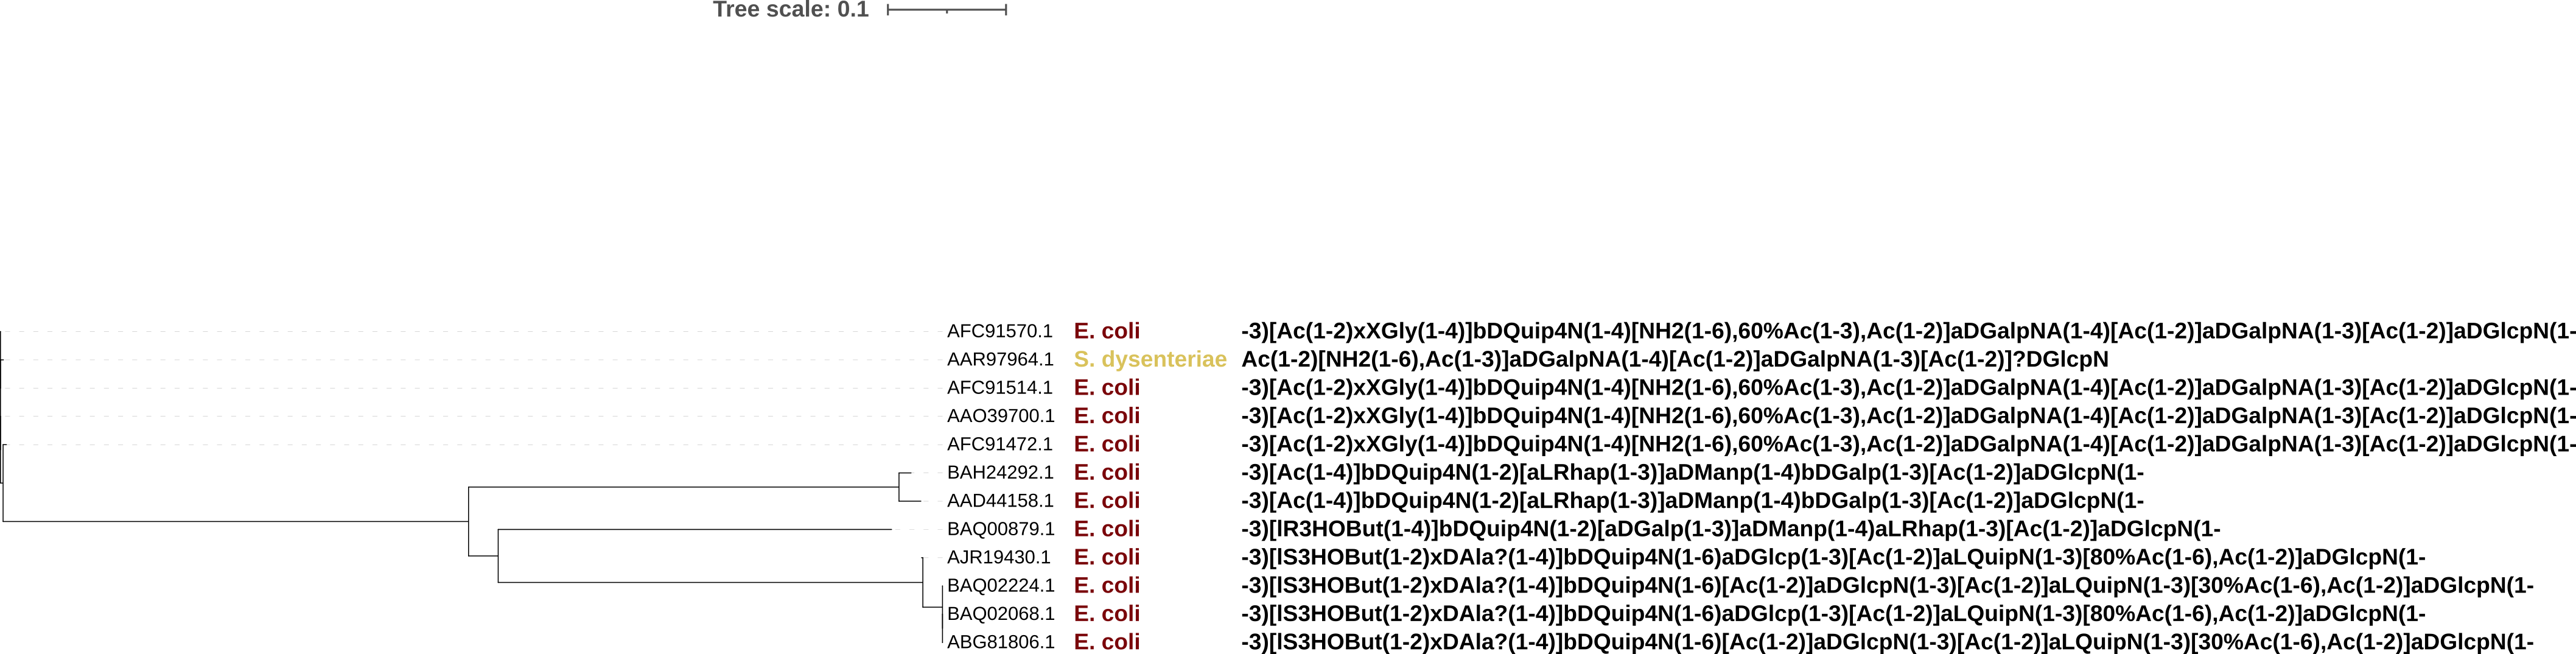 Tree scale: 0.1
AFC91570.1 E. coli -3)[Ac(1-2)xXGly(1-4)]bDQuip4N(1-4)[NH2(1-6),60%Ac(1-3),Ac(1-2)]aDGalpNA(1-4)[Ac(1-2)]aDGalpNA(1-3)[Ac(1-2)]aDGlcpN(1-
AAR97964.1 S. dysenteriae Ac(1-2)[NH2(1-6),Ac(1-3)]aDGalpNA(1-4)[Ac(1-2)]aDGalpNA(1-3)[Ac(1-2)]?DGlcpN
AFC91514.1 E. coli -3)[Ac(1-2)xXGly(1-4)]bDQuip4N(1-4)[NH2(1-6),60%Ac(1-3),Ac(1-2)]aDGalpNA(1-4)[Ac(1-2)]aDGalpNA(1-3)[Ac(1-2)]aDGlcpN(1-
AAO39700.1 E. coli -3)[Ac(1-2)xXGly(1-4)]bDQuip4N(1-4)[NH2(1-6),60%Ac(1-3),Ac(1-2)]aDGalpNA(1-4)[Ac(1-2)]aDGalpNA(1-3)[Ac(1-2)]aDGlcpN(1-
AFC91472.1 E. coli -3)[Ac(1-2)xXGly(1-4)]bDQuip4N(1-4)[NH2(1-6),60%Ac(1-3),Ac(1-2)]aDGalpNA(1-4)[Ac(1-2)]aDGalpNA(1-3)[Ac(1-2)]aDGlcpN(1-
BAH24292.1 E. coli -3)[Ac(1-4)]bDQuip4N(1-2)[aLRhap(1-3)]aDManp(1-4)bDGalp(1-3)[Ac(1-2)]aDGlcpN(1-
AAD44158.1 E. coli -3)[Ac(1-4)]bDQuip4N(1-2)[aLRhap(1-3)]aDManp(1-4)bDGalp(1-3)[Ac(1-2)]aDGlcpN(1-
BAQ00879.1 E. coli -3)[lR3HOBut(1-4)]bDQuip4N(1-2)[aDGalp(1-3)]aDManp(1-4)aLRhap(1-3)[Ac(1-2)]aDGlcpN(1-
AJR19430.1 E. coli -3)[lS3HOBut(1-2)xDAla?(1-4)]bDQuip4N(1-6)aDGlcp(1-3)[Ac(1-2)]aLQuipN(1-3)[80%Ac(1-6),Ac(1-2)]aDGlcpN(1-
BAQ02224.1 E. coli -3)[lS3HOBut(1-2)xDAla?(1-4)]bDQuip4N(1-6)[Ac(1-2)]aDGlcpN(1-3)[Ac(1-2)]aLQuipN(1-3)[30%Ac(1-6),Ac(1-2)]aDGlcpN(1-
BAQ02068.1 E. coli -3)[lS3HOBut(1-2)xDAla?(1-4)]bDQuip4N(1-6)aDGlcp(1-3)[Ac(1-2)]aLQuipN(1-3)[80%Ac(1-6),Ac(1-2)]aDGlcpN(1-
ABG81806.1 E. coli -3)[lS3HOBut(1-2)xDAla?(1-4)]bDQuip4N(1-6)[Ac(1-2)]aDGlcpN(1-3)[Ac(1-2)]aLQuipN(1-3)[30%Ac(1-6),Ac(1-2)]aDGlcpN(1-